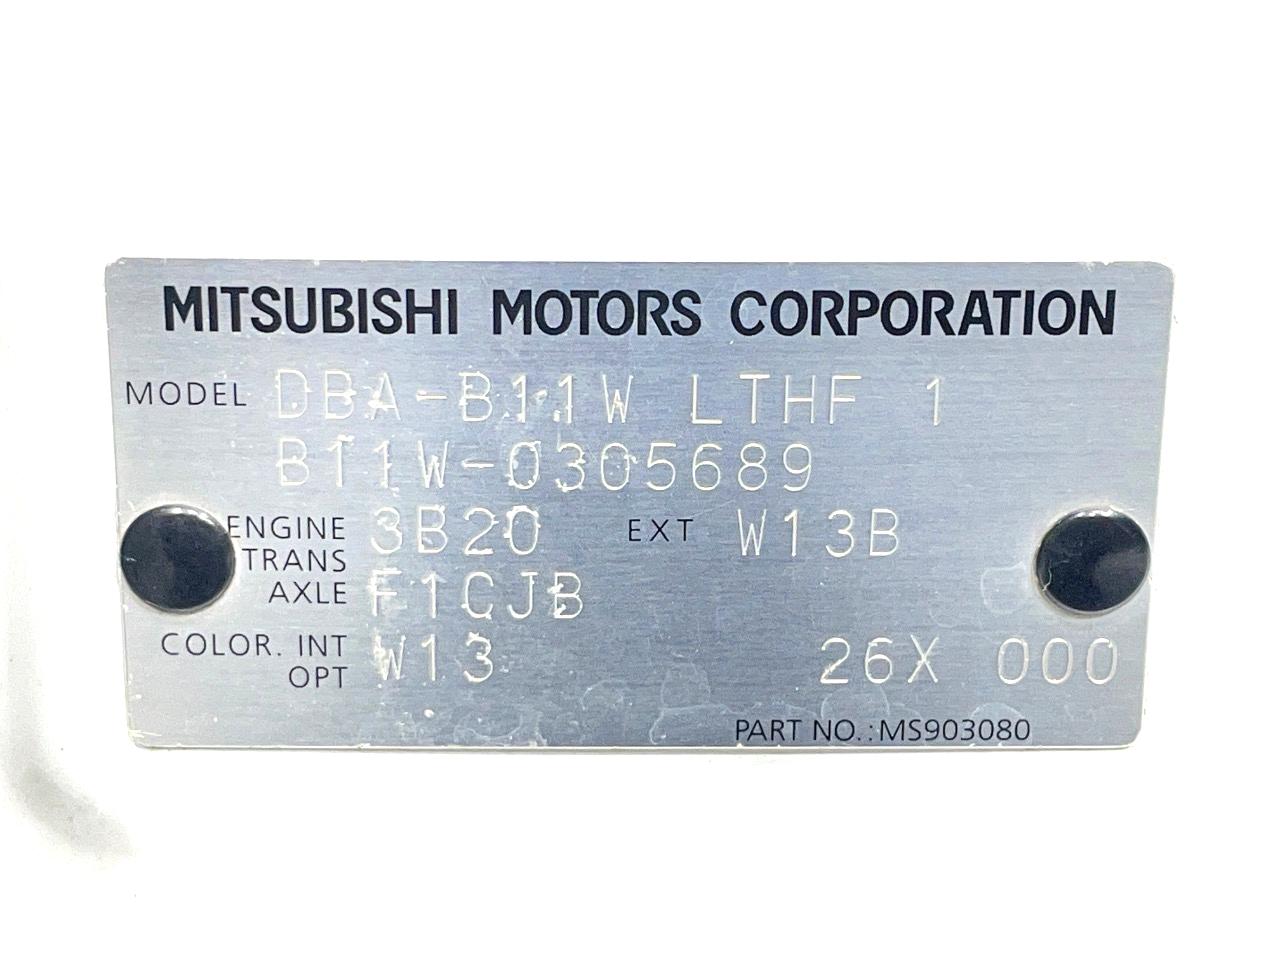 MITSUBISHI MOTORS CORPORATION
MODEL DBA-B11W LTHF 1
B11W-0305689
ENGINE 3B20 EXT W13B
TRANS
AXLE F1CJB
COLOR. INT W13 26X 000
OPT
PART NO.:MS903080